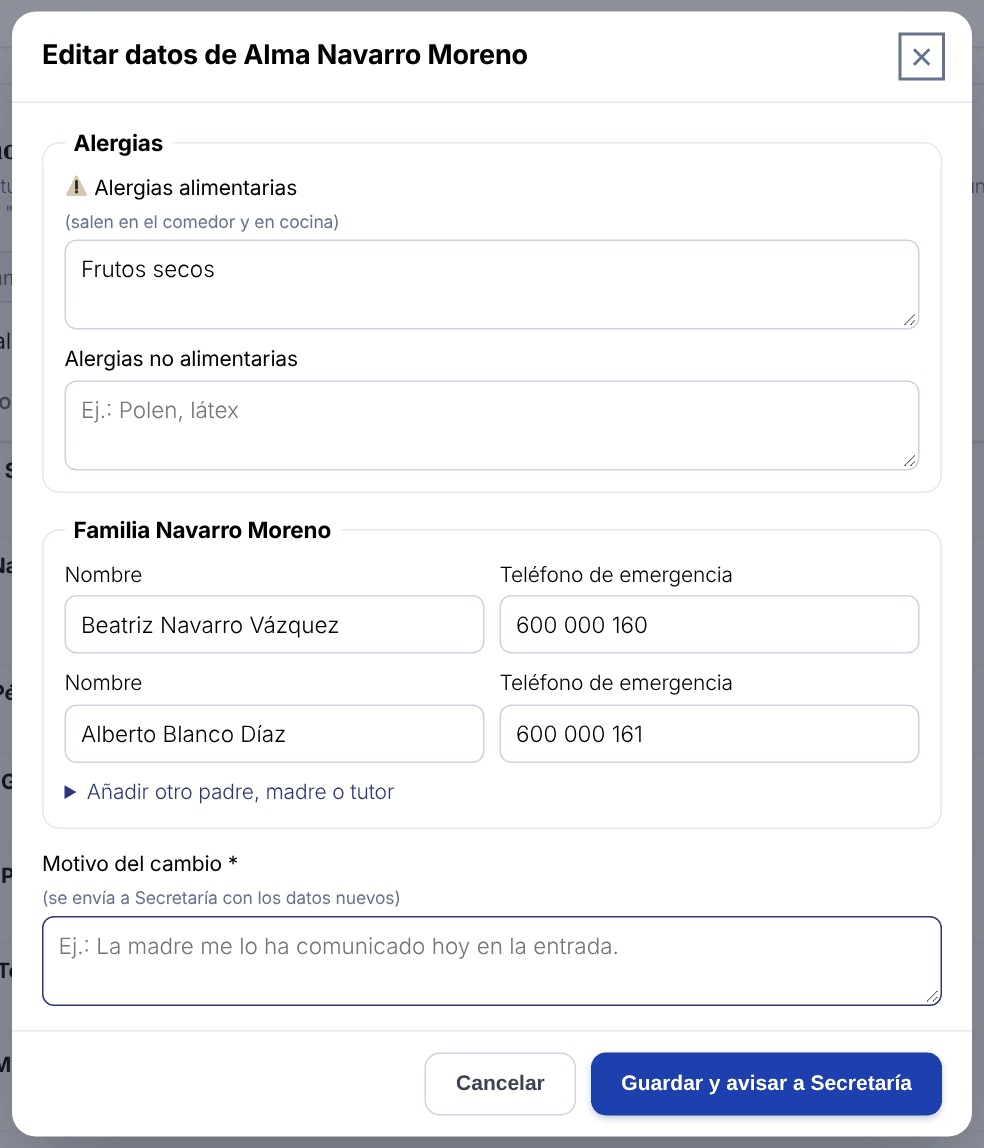 Editar datos de Alma Navarro Moreno
Alergias
⚠ Alergias alimentarias
(salen en el comedor y en cocina)
Frutos secos
Alergias no alimentarias
Ej.: Polen, látex
Familia Navarro Moreno
Nombre Teléfono de emergencia
Beatriz Navarro Vázquez 600 000 160
Nombre Teléfono de emergencia
Alberto Blanco Díaz 600 000 161
▶ Añadir otro padre, madre o tutor
Motivo del cambio *
(se envía a Secretaría con los datos nuevos)
Ej.: La madre me lo ha comunicado hoy en la entrada.
Cancelar Guardar y avisar a Secretaría